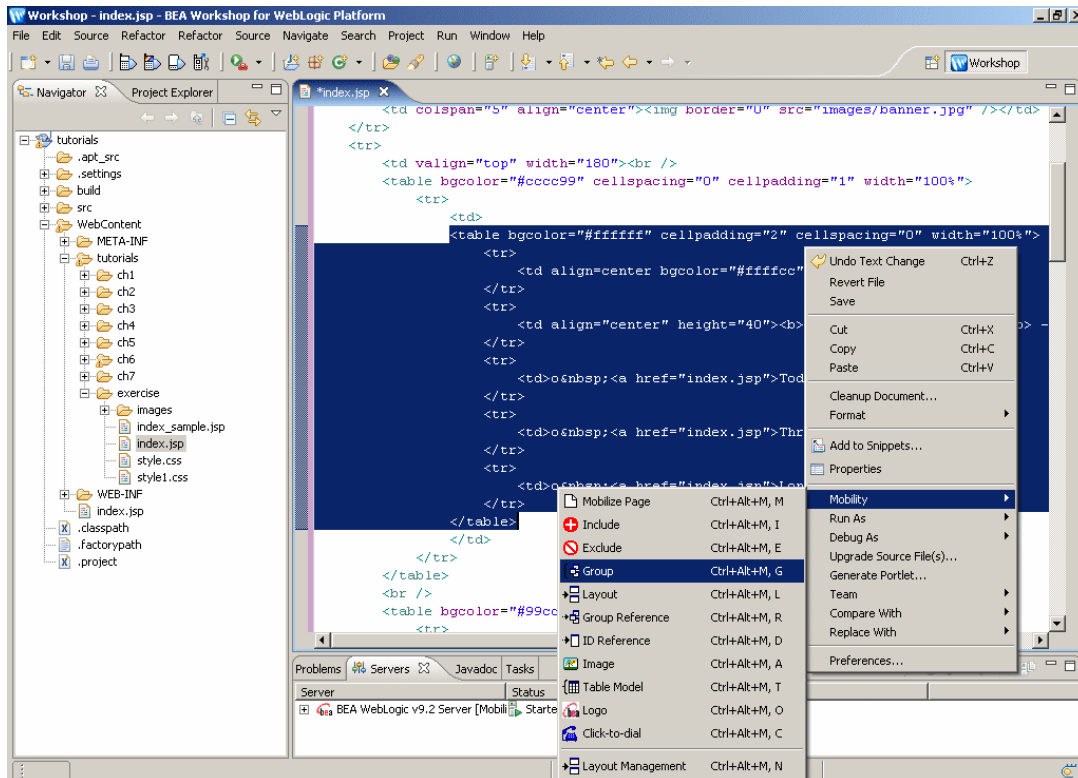 Workshop - index.jsp - BEA Workshop for WebLogic Platform
File Edit Source Refactor Refactor Source Navigate Search Project Run Window Help
Workshop
Navigator
Project Explorer
*index.jsp
tutorials
.apt_src
.settings
build
src
WebContent
META-INF
tutorials
ch1
ch2
ch3
ch4
ch5
ch6
ch7
exercise
images
index_sample.jsp
index.jsp
style.css
style1.css
WEB-INF
index.jsp
.classpath
.factorypath
.project
<td colspan="5" align="center"><img border="0" src="images/banner.jpg" /></td>
</tr>
<tr>
<td valign="top" width="180"><br />
<table bgcolor="#cccc99" cellspacing="0" cellpadding="1" width="100%">
<tr>
<td>
<table bgcolor="#ffffff" cellpadding="2" cellspacing="0" width="100%">
<tr>
<td align=center bgcolor="#ffffcc"
</tr>
<tr>
<td align="center" height="40"><b>
</tr>
<tr>
<td>o&nbsp;<a href="index.jsp">Tod
</tr>
<tr>
<td>o&nbsp;<a href="index.jsp">Thr
</tr>
<tr>
<td>o&nbsp;<a href="index.jsp">Lon
</tr>
</table>
</td>
</tr>
</table>
<br />
<table bgcolor="#99cc
<tr>
Undo Text Change Ctrl+Z
Revert File
Save
Cut Ctrl+X
Copy Ctrl+C
Paste Ctrl+V
Cleanup Document...
Format
Add to Snippets...
Properties
Mobility
Run As
Debug As
Upgrade Source File(s)...
Generate Portlet...
Team
Compare With
Replace With
Preferences...
Mobilize Page Ctrl+Alt+M, M
Include Ctrl+Alt+M, I
Exclude Ctrl+Alt+M, E
Group Ctrl+Alt+M, G
Layout Ctrl+Alt+M, L
Group Reference Ctrl+Alt+M, R
ID Reference Ctrl+Alt+M, D
Image Ctrl+Alt+M, A
Table Model Ctrl+Alt+M, T
Logo Ctrl+Alt+M, O
Click-to-dial Ctrl+Alt+M, C
Layout Management Ctrl+Alt+M, N
Problems Servers Javadoc Tasks
Server Status
BEA WebLogic v9.2 Server [Mobili Starte